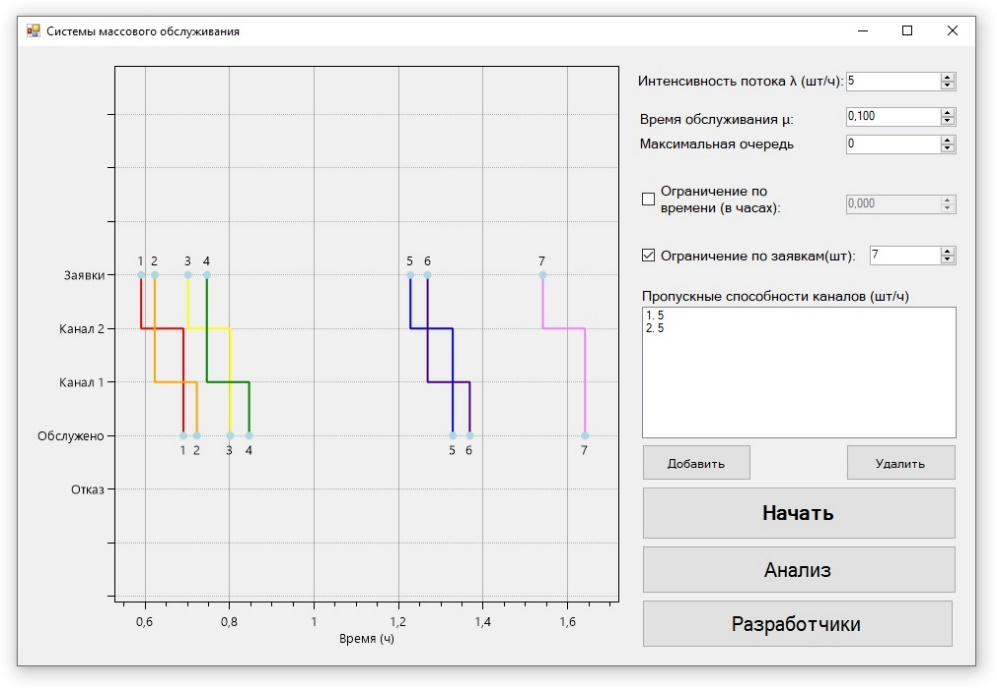 Системы массового обслуживания
Интенсивность потока λ (шт/ч): 5
Время обслуживания μ: 0,100
Максимальная очередь 0
Ограничение по
времени (в часах): 0,000
Ограничение по заявкам(шт): 7
Пропускные способности каналов (шт/ч)
1. 5
2. 5
Добавить Удалить
Начать
Анализ
Разработчики
1 2 3 4 5 6 7
Заявки
Канал 2
Канал 1
Обслужено
1 2 3 4 5 6 7
Отказ
0,6 0,8 1 1,2 1,4 1,6
Время (ч)